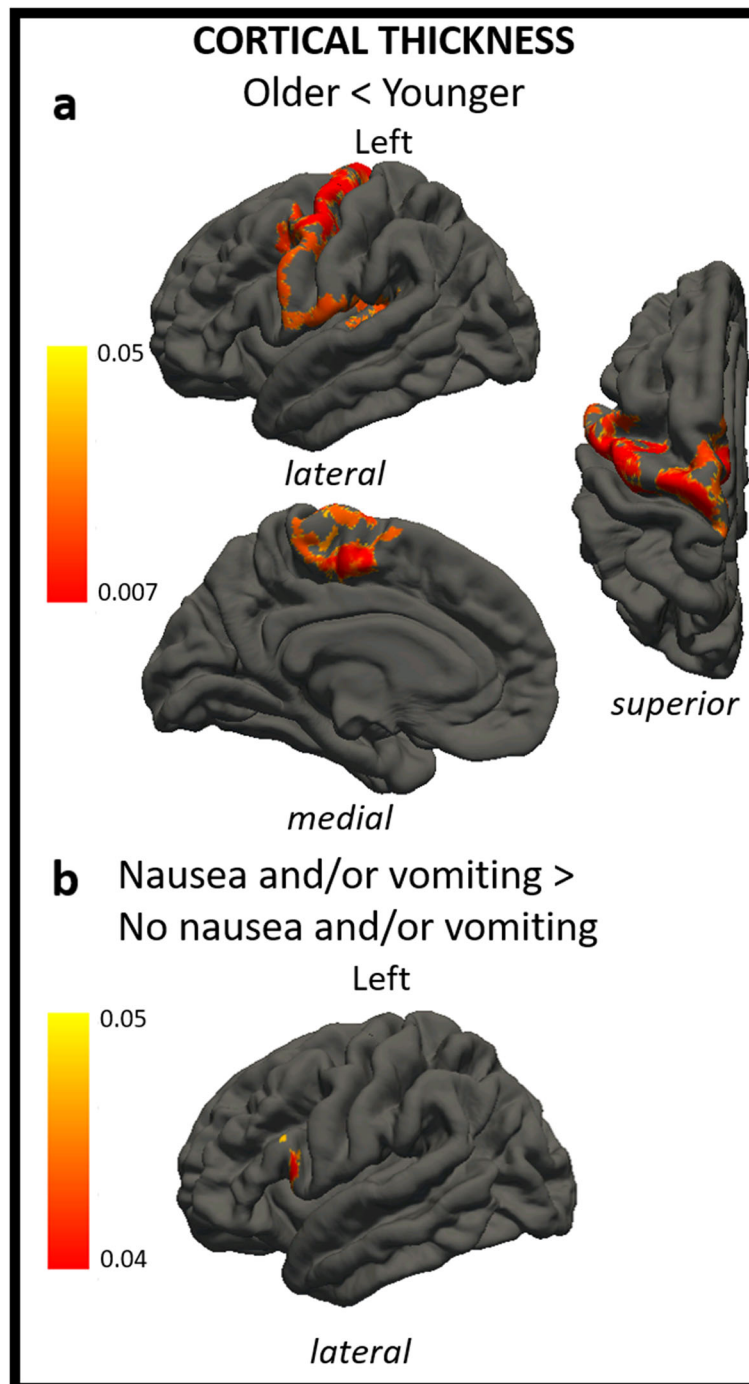 CORTICAL THICKNESS
a
Older < Younger
Left
0.05
0.007
lateral
superior
medial
b
Nausea and/or vomiting >
No nausea and/or vomiting
Left
0.05
0.04
lateral